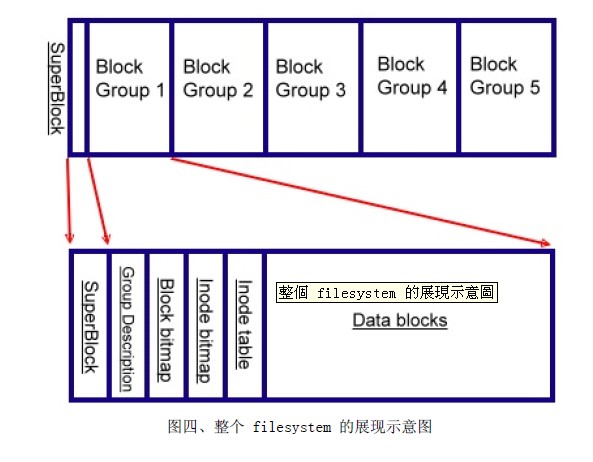 SuperBlock
Block
Group 1
Block
Group 2
Block
Group 3
Block
Group 4
Block
Group 5
SuperBlock
Group Description
Block bitmap
Inode bitmap
Inode table
整個 filesystem 的展現示意圖
Data blocks
图四、整个 filesystem 的展现示意图